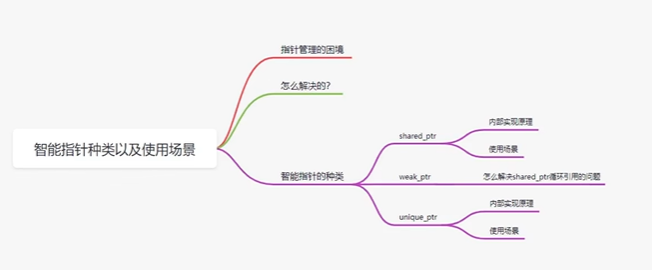 智能指针种类以及使用场景
指针管理的困境
怎么解决的?
智能指针的种类
shared_ptr
内部实现原理
使用场景
weak_ptr
怎么解决shared_ptr循环引用的问题
unique_ptr
内部实现原理
使用场景